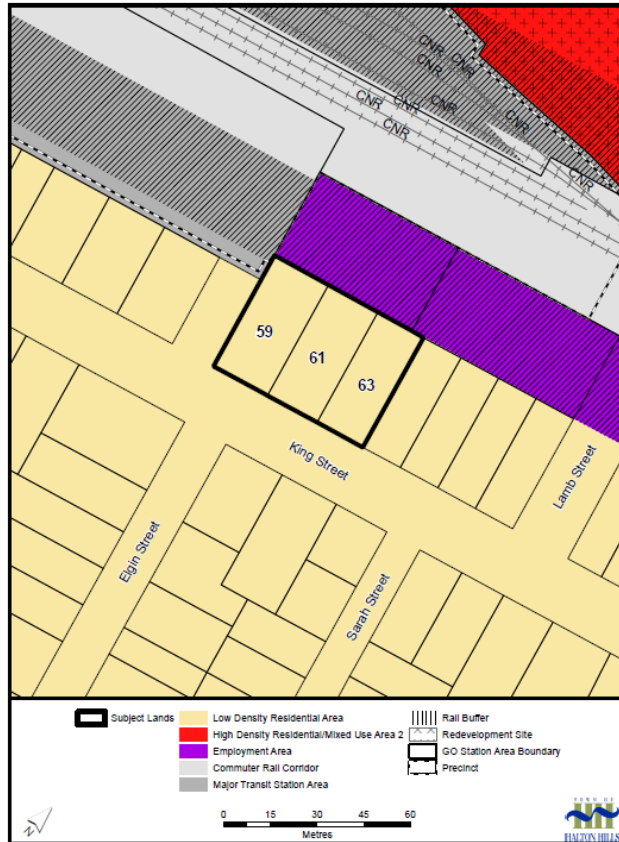 CNR
CNR
CNR
CNR CNR CNR
CNR
CNR
59
61
63
King Street
Lamb Street
Elgin Street
Sarah Street
Subject Lands
Low Density Residential Area
High Density Residential/Mixed Use Area 2
Employment Area
Commuter Rail Corridor
Major Transit Station Area
Rail Buffer
Redevelopment Site
GO Station Area Boundary
Precinct
N
0 15 30 45 60
Metres
TOWN OF
HALTON HILLS